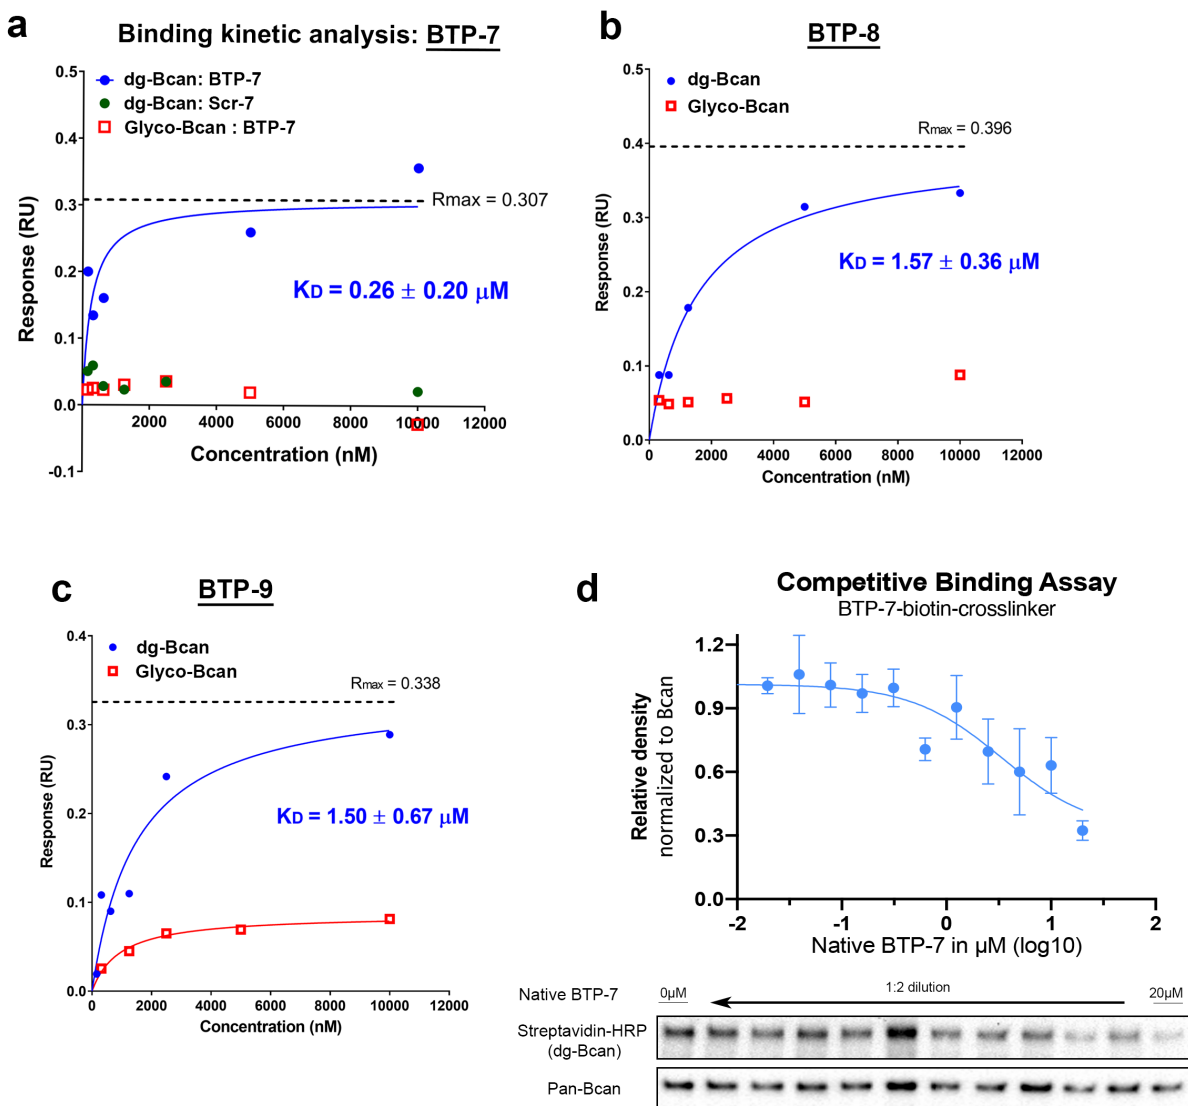 a
Binding kinetic analysis: BTP-7
dg-Bcan: BTP-7
dg-Bcan: Scr-7
Glyco-Bcan : BTP-7
Response (RU)
0.5
0.4
0.3
0.2
0.1
0.0
-0.1
Rmax = 0.307
KD = 0.26 ± 0.20 μM
2000 4000 6000 8000 10000 12000
Concentration (nM)
b
BTP-8
dg-Bcan
Glyco-Bcan
Response (RU)
0.5
0.4
0.3
0.2
0.1
0.0
Rmax = 0.396
KD = 1.57 ± 0.36 μM
0 2000 4000 6000 8000 10000 12000
Concentration (nM)
c
BTP-9
dg-Bcan
Glyco-Bcan
Response (RU)
0.4
0.3
0.2
0.1
0.0
Rmax = 0.338
KD = 1.50 ± 0.67 μM
0 2000 4000 6000 8000 10000 12000
Concentration (nM)
d
Competitive Binding Assay
BTP-7-biotin-crosslinker
Relative density
normalized to Bcan
1.2
0.9
0.6
0.3
0.0
-2 -1 0 1 2
Native BTP-7 in µM (log10)
Native BTP-7 0µM 1:2 dilution 20µM
Streptavidin-HRP
(dg-Bcan)
Pan-Bcan